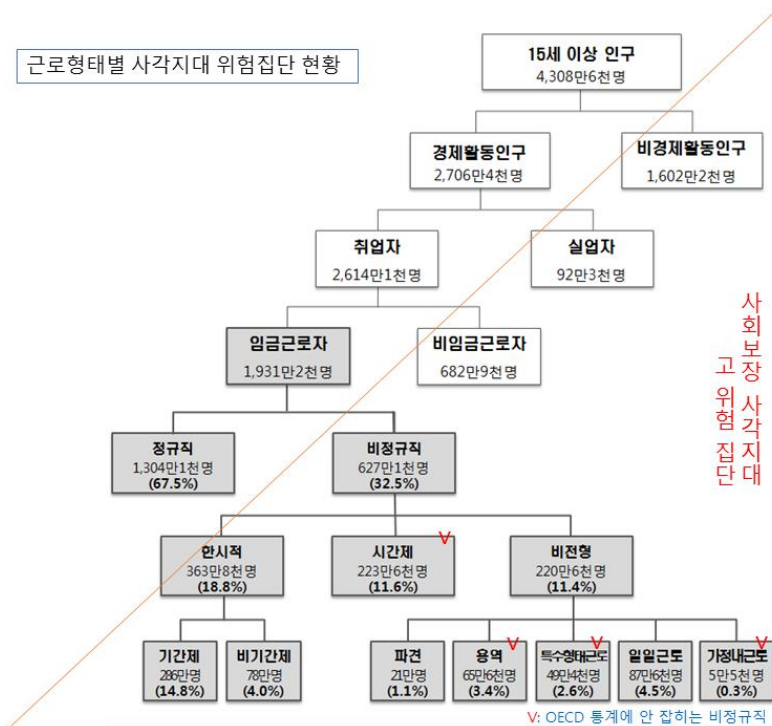 근로형태별 사각지대 위험집단 현황
15세 이상 인구
4,308만6천명
경제활동인구
2,706만4천명
비경제활동인구
1,602만2천명
취업자
2,614만1천명
실업자
92만3천명
임금근로자
1,931만2천명
비임금근로자
682만9천명
사회보장 사각지대
고 위험 집단
정규직
1,304만1천명
(67.5%)
비정규직
627만1천명
(32.5%)
한시적
363만8천명
(18.8%)
V
시간제
223만6천명
(11.6%)
비전형
220만6천명
(11.4%)
기간제
286만명
(14.8%)
비기간제
78만명
(4.0%)
파견
21만명
(1.1%)
V
용역
65만6천명
(3.4%)
V
특수형태근로
49만4천명
(2.6%)
일일근로
87만6천명
(4.5%)
V
가정내근로
5만5천명
(0.3%)
V: OECD 통계에 안 잡히는 비정규직